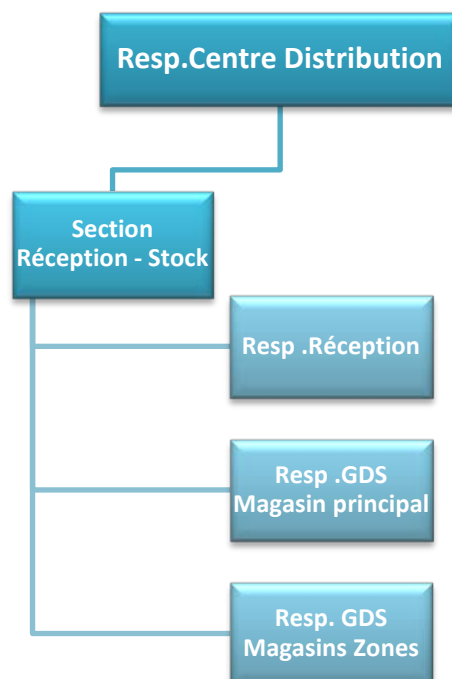 Resp.Centre Distribution
Section
Réception - Stock
Resp .Réception
Resp .GDS
Magasin principal
Resp. GDS
Magasins Zones